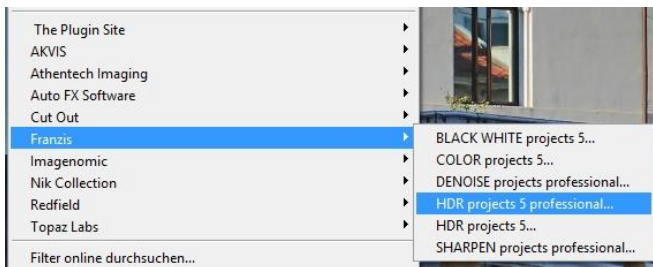 The Plugin Site
AKVIS
Athentech Imaging
Auto FX Software
Cut Out
Franzis
Imagenomic
Nik Collection
Redfield
Topaz Labs
Filter online durchsuchen...
BLACK WHITE projects 5...
COLOR projects 5...
DENOISE projects professional...
HDR projects 5 professional...
HDR projects 5...
SHARPEN projects professional...